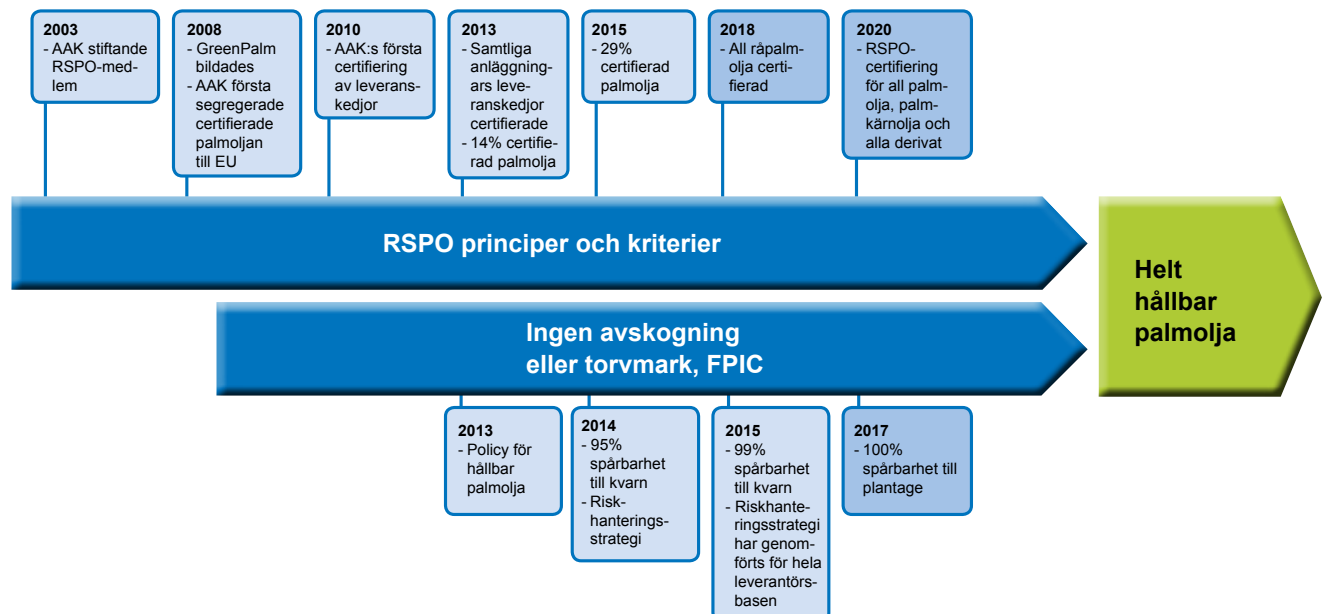 2003
- AAK stiftande
RSPO-med-
lem
2008
- GreenPalm
bildades
- AAK första
segregerade
certifierade
palmoljan
till EU
2010
- AAK:s första
certifiering
av leverans-
kedjor
2013
- Samtliga
anläggning-
ars leve-
ranskedjor
certifierade
- 14% certifie-
rad palmolja
2015
- 29%
certifierad
palmolja
2018
- All råpalm-
olja certi-
fierad
2020
- RSPO-
certifiering
för all palm-
olja, palm-
kärnolja och
alla derivat
RSPO principer och kriterier
Ingen avskogning
eller torvmark, FPIC
Helt
hållbar
palmolja
2013
- Policy för
hållbar
palmolja
2014
- 95%
spårbarhet
till kvarn
- Risk-
hanterings-
strategi
2015
- 99%
spårbarhet
till kvarn
- Riskhante-
ringsstrategi
har genom-
förts för hela
leverantörs-
basen
2017
- 100%
spårbarhet till
plantage